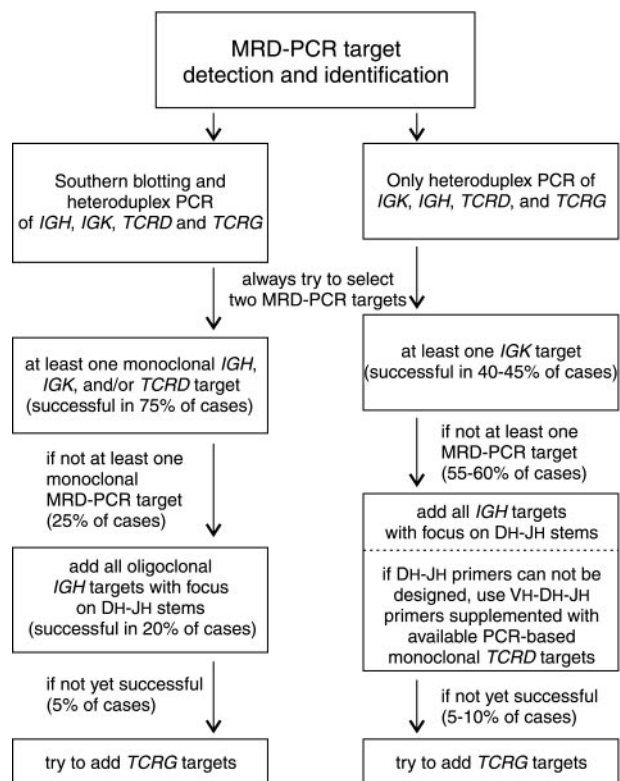 MRD-PCR target
detection and identification
Southern blotting and
heteroduplex PCR
of IGH, IGK, TCRD and TCRG
Only heteroduplex PCR of
IGK, IGH, TCRD, and TCRG
always try to select
two MRD-PCR targets
at least one monoclonal IGH,
IGK, and/or TCRD target
(successful in 75% of cases)
at least one IGK target
(successful in 40-45% of cases)
if not at least one
monoclonal
MRD-PCR target
(25% of cases)
if not at least one
MRD-PCR target
(55-60% of cases)
add all oligoclonal
IGH targets with focus
on DH-JH stems
(successful in 20% of cases)
add all IGH targets
with focus on DH-JH stems
if DH-JH primers can not be
designed, use VH-DH-JH
primers supplemented with
available PCR-based
monoclonal TCRD targets
if not yet successful
(5% of cases)
if not yet successful
(5-10% of cases)
try to add TCRG targets
try to add TCRG targets